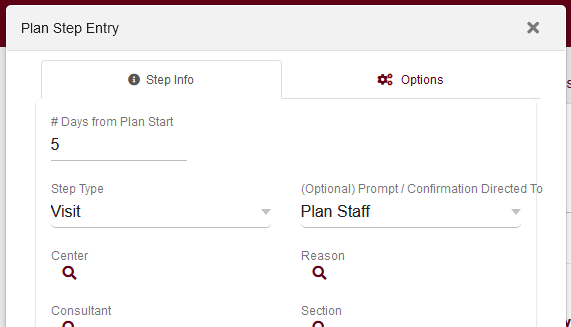 Plan Step Entry
Step Info
Options
# Days from Plan Start
5
Step Type
(Optional) Prompt / Confirmation Directed To
Visit
Plan Staff
Center
Reason
Consultant
Section